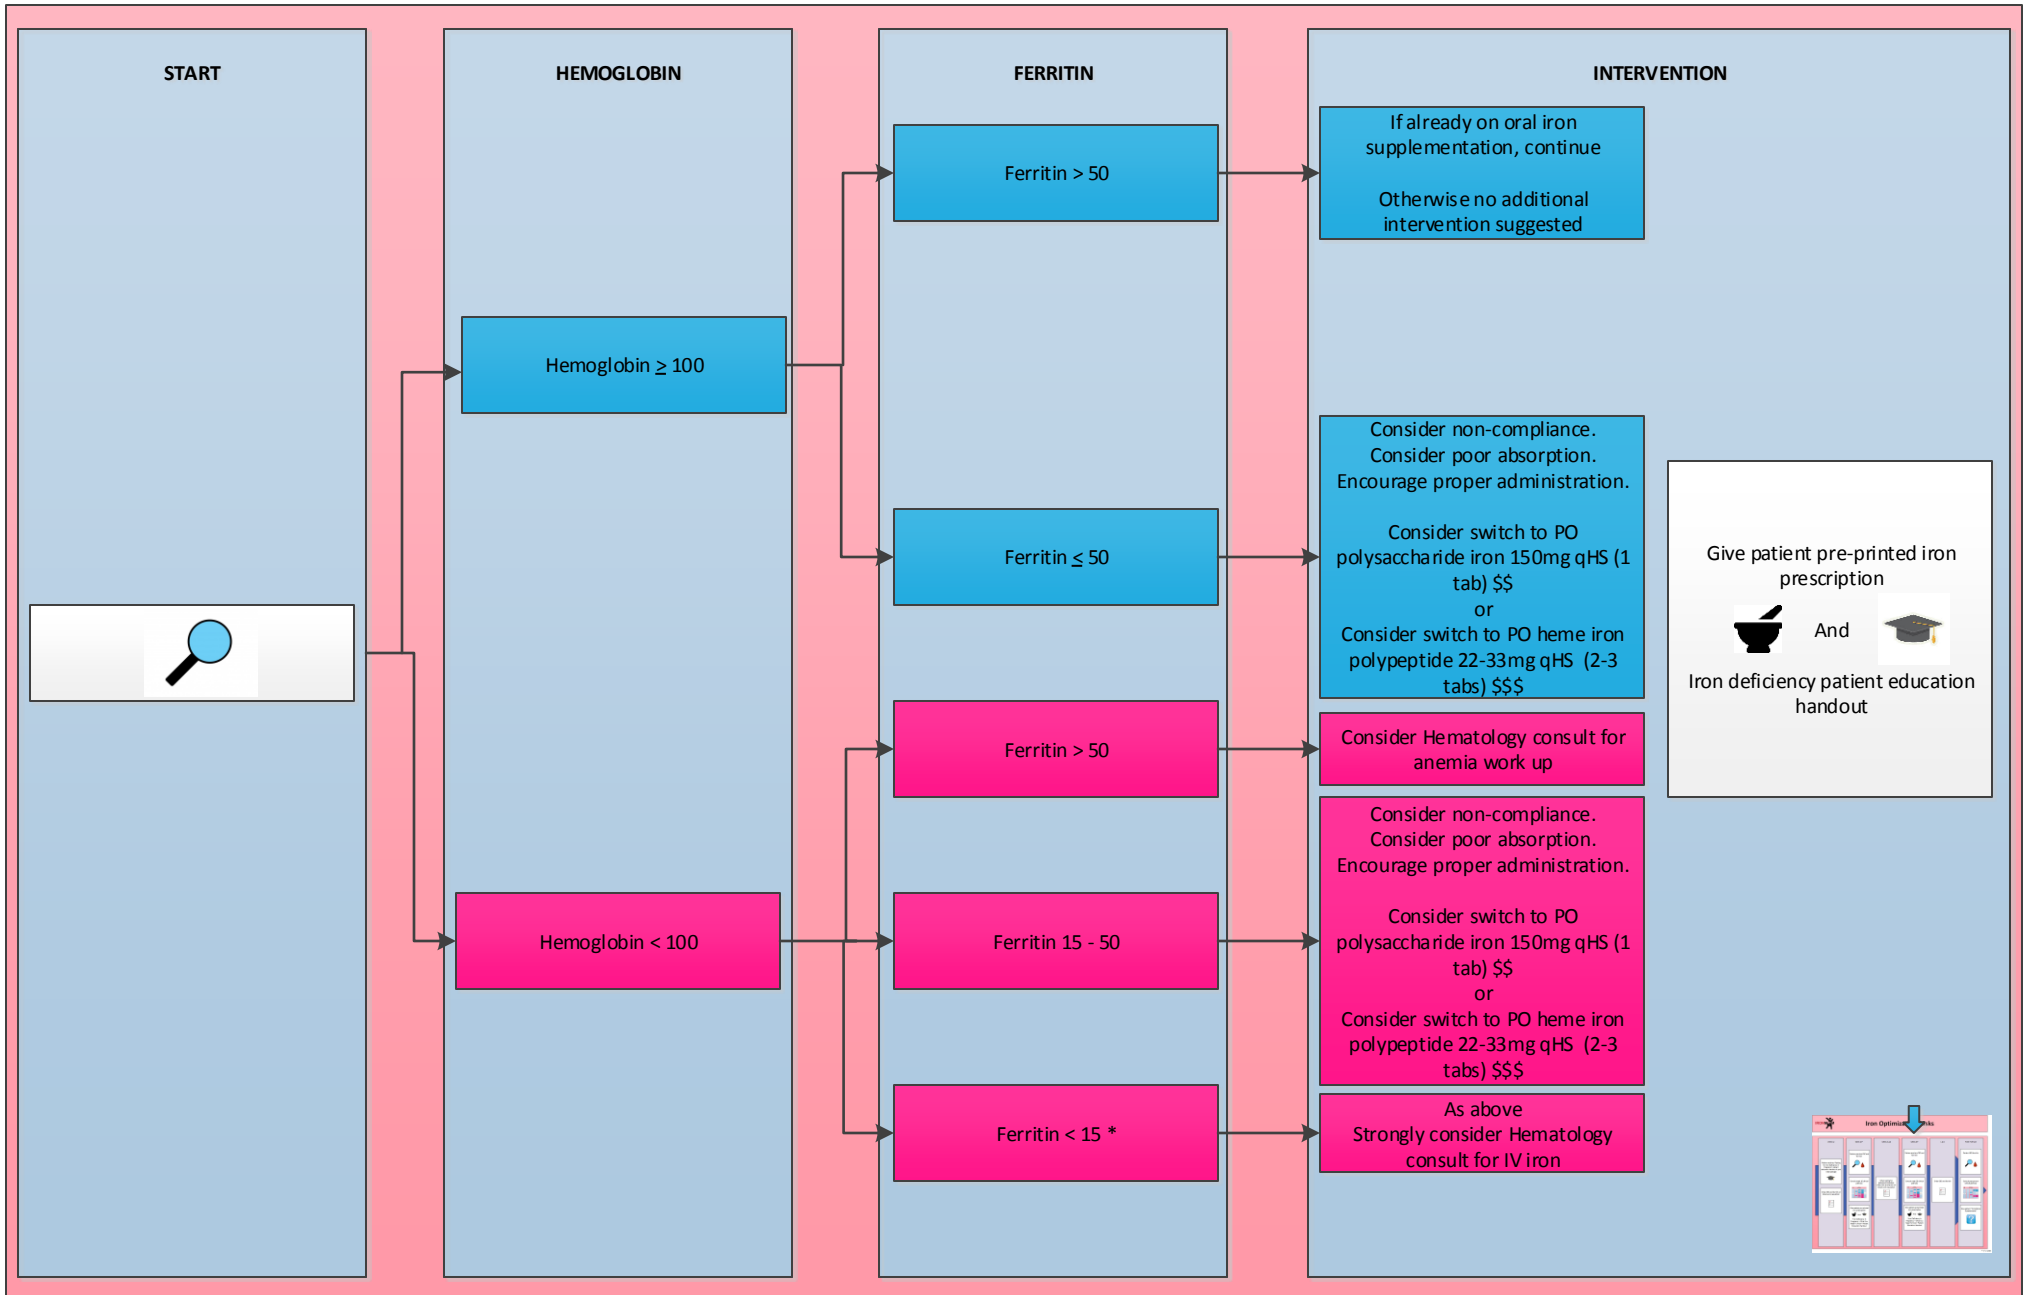 START
HEMOGLOBIN
FERRITIN
INTERVENTION
Ferritin > 50
If already on oral iron
supplementation, continue
Otherwise no additional
intervention suggested
Hemoglobin ≥ 100
Ferritin ≤ 50
Consider non-compliance.
Consider poor absorption.
Encourage proper administration.
Consider switch to PO
polysaccharide iron 150mg qHS (1
tab) $$
or
Consider switch to PO heme iron
polypeptide 22-33mg qHS (2-3
tabs) $$$
Give patient pre-printed iron
prescription
And
Iron deficiency patient education
handout
Hemoglobin < 100
Ferritin > 50
Consider Hematology consult for
anemia work up
Ferritin 15 - 50
Consider non-compliance.
Consider poor absorption.
Encourage proper administration.
Consider switch to PO
polysaccharide iron 150mg qHS (1
tab) $$
or
Consider switch to PO heme iron
polypeptide 22-33mg qHS (2-3
tabs) $$$
Ferritin < 15 *
As above
Strongly consider Hematology
consult for IV iron
Iron